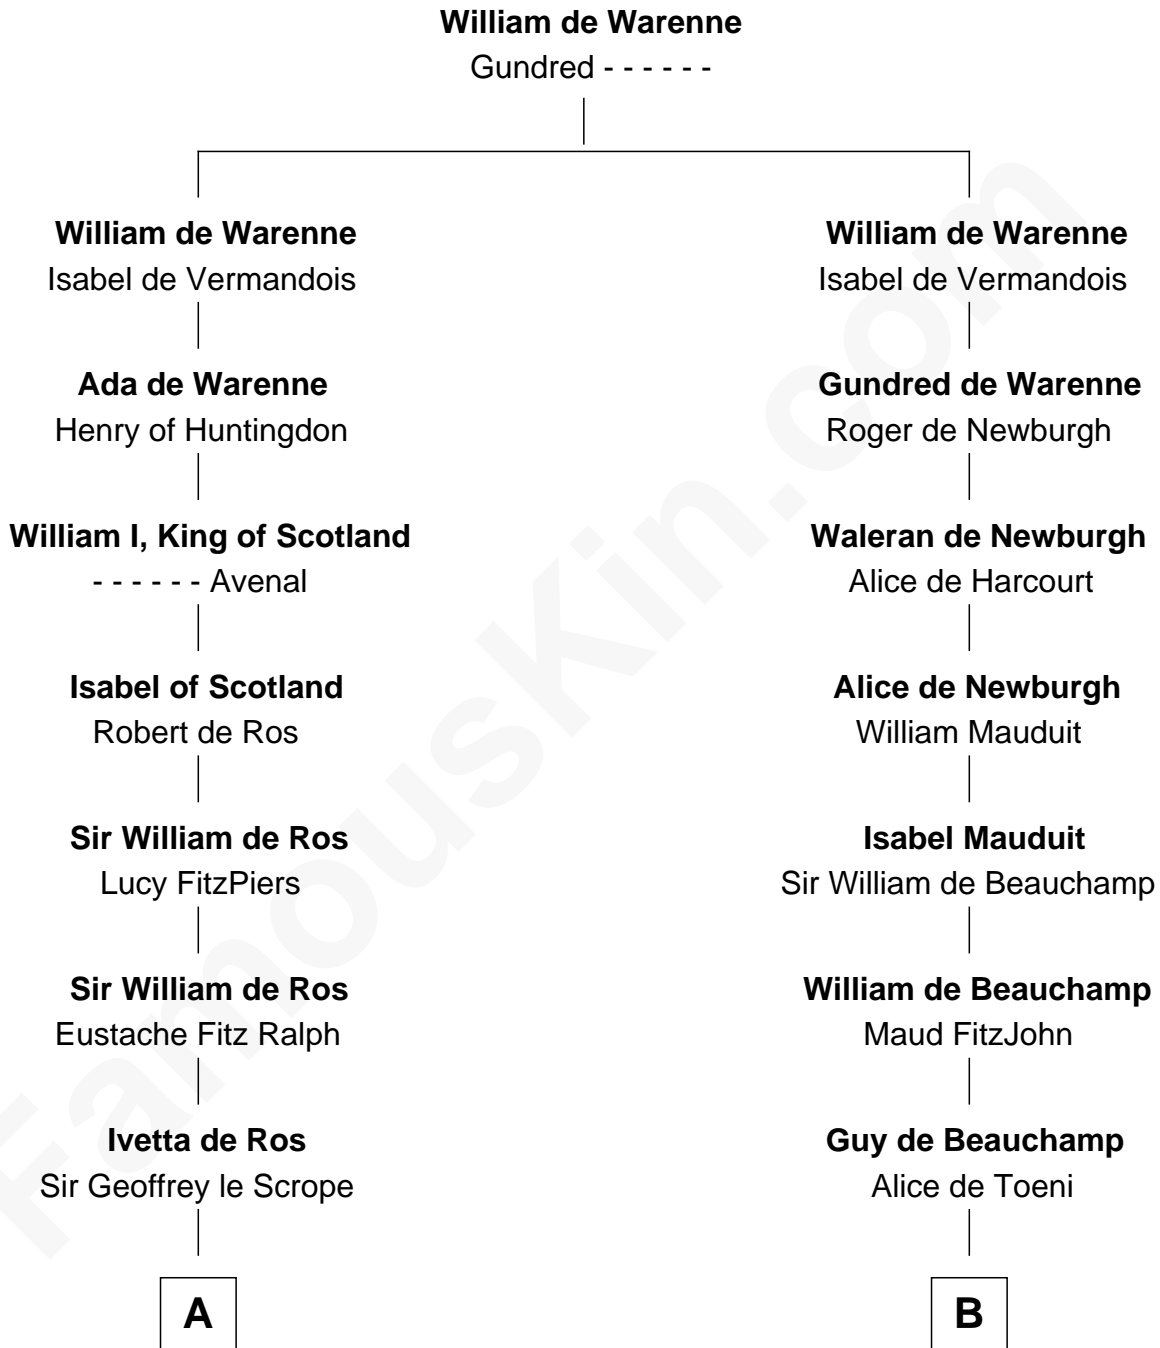 William de Warenne
Gundred - - - - - -
William de Warenne
Isabel de Vermandois
Ada de Warenne
Henry of Huntingdon
William I, King of Scotland
- - - - - - Avenal
Isabel of Scotland
Robert de Ros
Sir William de Ros
Lucy FitzPiers
Sir William de Ros
Eustache Fitz Ralph
Ivetta de Ros
Sir Geoffrey le Scrope
A
William de Warenne
Isabel de Vermandois
Gundred de Warenne
Roger de Newburgh
Waleran de Newburgh
Alice de Harcourt
Alice de Newburgh
William Mauduit
Isabel Mauduit
Sir William de Beauchamp
William de Beauchamp
Maud FitzJohn
Guy de Beauchamp
Alice de Toeni
B
FamousKin.com